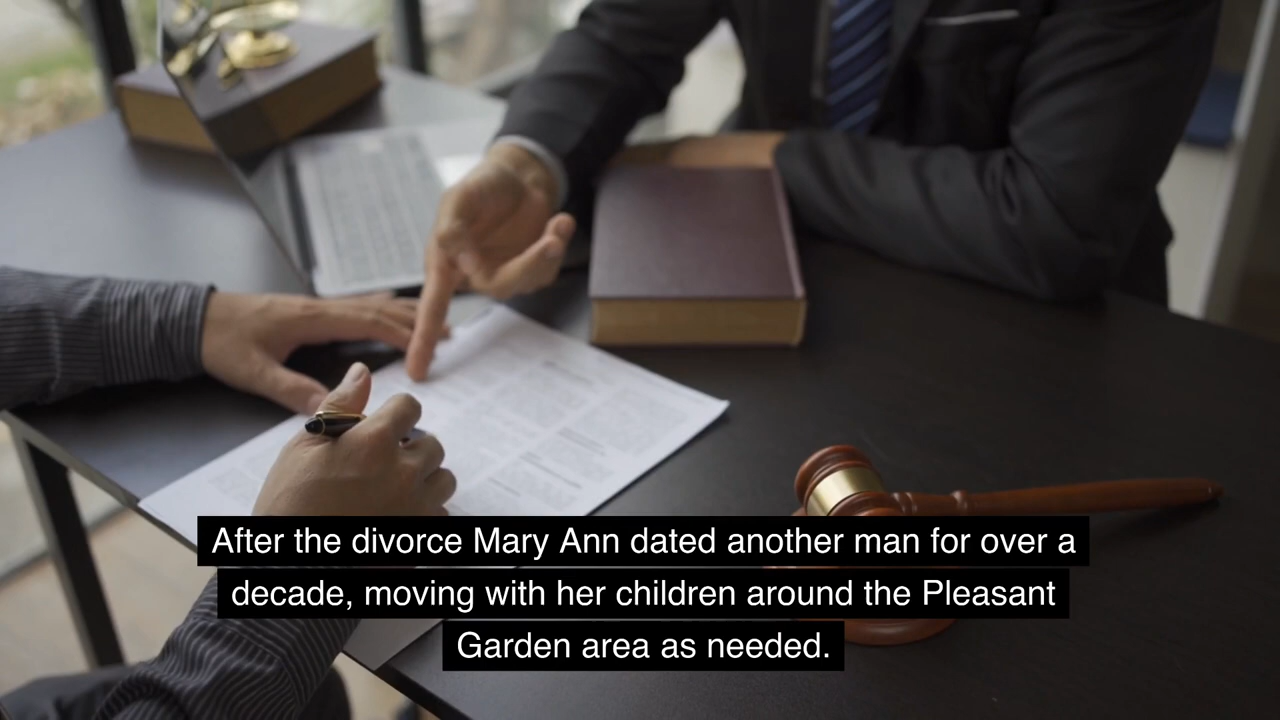 After the divorce Mary Ann dated another man for over a
decade, moving with her children around the Pleasant
Garden area as needed.